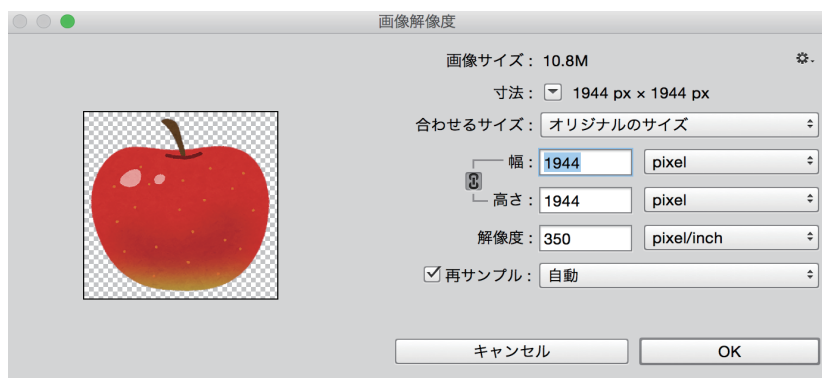 画像解像度
画像サイズ： 10.8M
寸法： 1944 px × 1944 px
合わせるサイズ： オリジナルのサイズ
幅： 1944 pixel
高さ： 1944 pixel
解像度： 350 pixel/inch
再サンプル： 自動
キャンセル OK